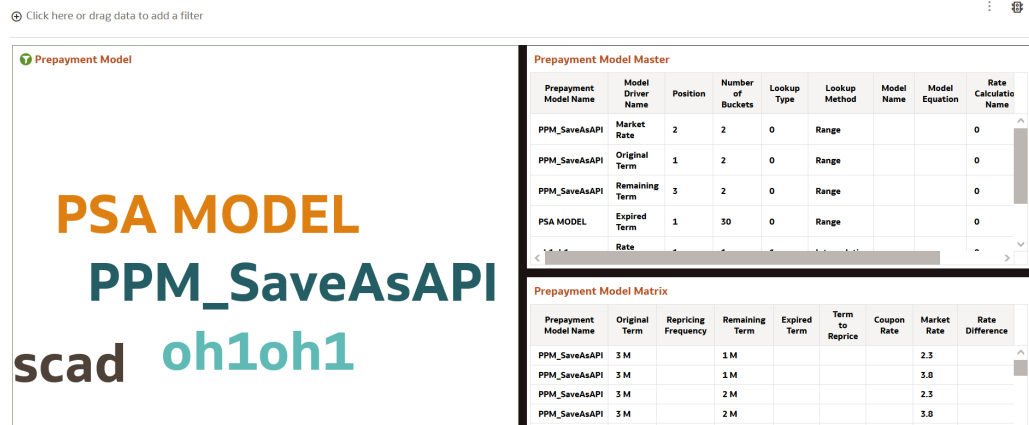 Click here or drag data to add a filter
Prepayment Model
PSA MODEL
PPM_SaveAsAPI
scad oh1oh1
Prepayment Model Master
Prepayment Model Name Model Driver Name Position Number of Buckets Lookup Type Lookup Method Model Name Model Equation Rate Name
PPM_SaveAsAPI Market Rate 2 2 0 Range 0
PPM_SaveAsAPI Original Term 1 2 0 Range 0
PPM_SaveAsAPI Remaining Term 3 2 0 Range 0
PSA MODEL Expired Term 1 30 0 Range 0
Rate
Prepayment Model Matrix
Prepayment Model Name Original Term Repricing Frequency Remaining Term Expired Term Term to Reprice Coupon Rate Market Rate Rate Difference
PPM_SaveAsAPI 3 M 1 M 2.3
PPM_SaveAsAPI 3 M 1 M 3.8
PPM_SaveAsAPI 3 M 2 M 2.3
PPM_SaveAsAPI 3 M 2 M 3.8